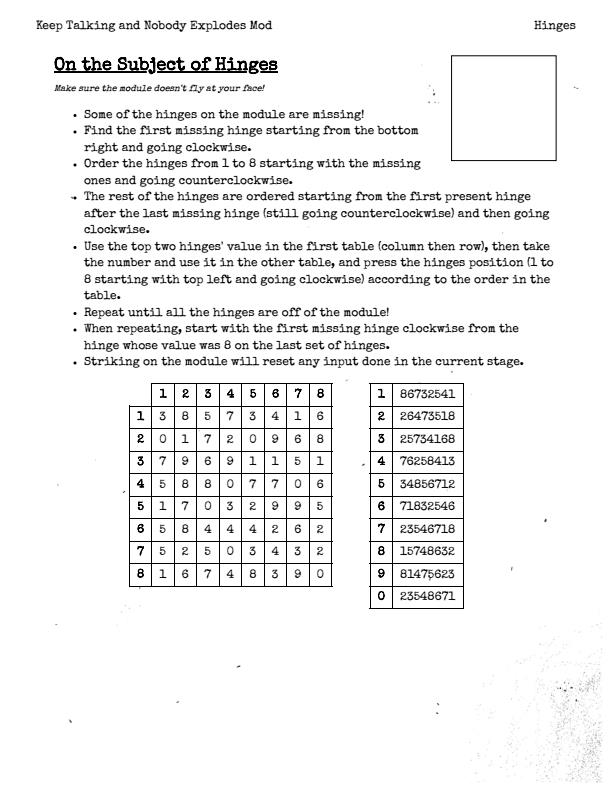 Keep Talking and Nobody Explodes Mod Hinges
On the Subject of Hinges
Make sure the module doesn't fly at your face!
• Some of the hinges on the module are missing!
• Find the first missing hinge starting from the bottom
right and going clockwise.
• Order the hinges from 1 to 8 starting with the missing
ones and going counterclockwise.
• The rest of the hinges are ordered starting from the first present hinge
after the last missing hinge (still going counterclockwise) and then going
clockwise.
• Use the top two hinges' value in the first table (column then row), then take
the number and use it in the other table, and press the hinges position (1 to
8 starting with top left and going clockwise) according to the order in the
table.
• Repeat until all the hinges are off of the module!
• When repeating, start with the first missing hinge clockwise from the
hinge whose value was 8 on the last set of hinges.
• Striking on the module will reset any input done in the current stage.
1 2 3 4 5 6 7 8
1 3 8 5 7 3 4 1 6
2 0 1 7 2 0 9 6 8
3 7 9 6 9 1 1 5 1
4 5 8 8 0 7 7 0 6
5 1 7 0 3 2 9 9 5
6 5 8 4 4 4 2 6 2
7 5 2 5 0 3 4 3 2
8 1 6 7 4 8 3 9 0
1 86732541
2 26473518
3 25734168
4 76258413
5 34856712
6 71832546
7 23546718
8 15748632
9 81475623
0 23548671